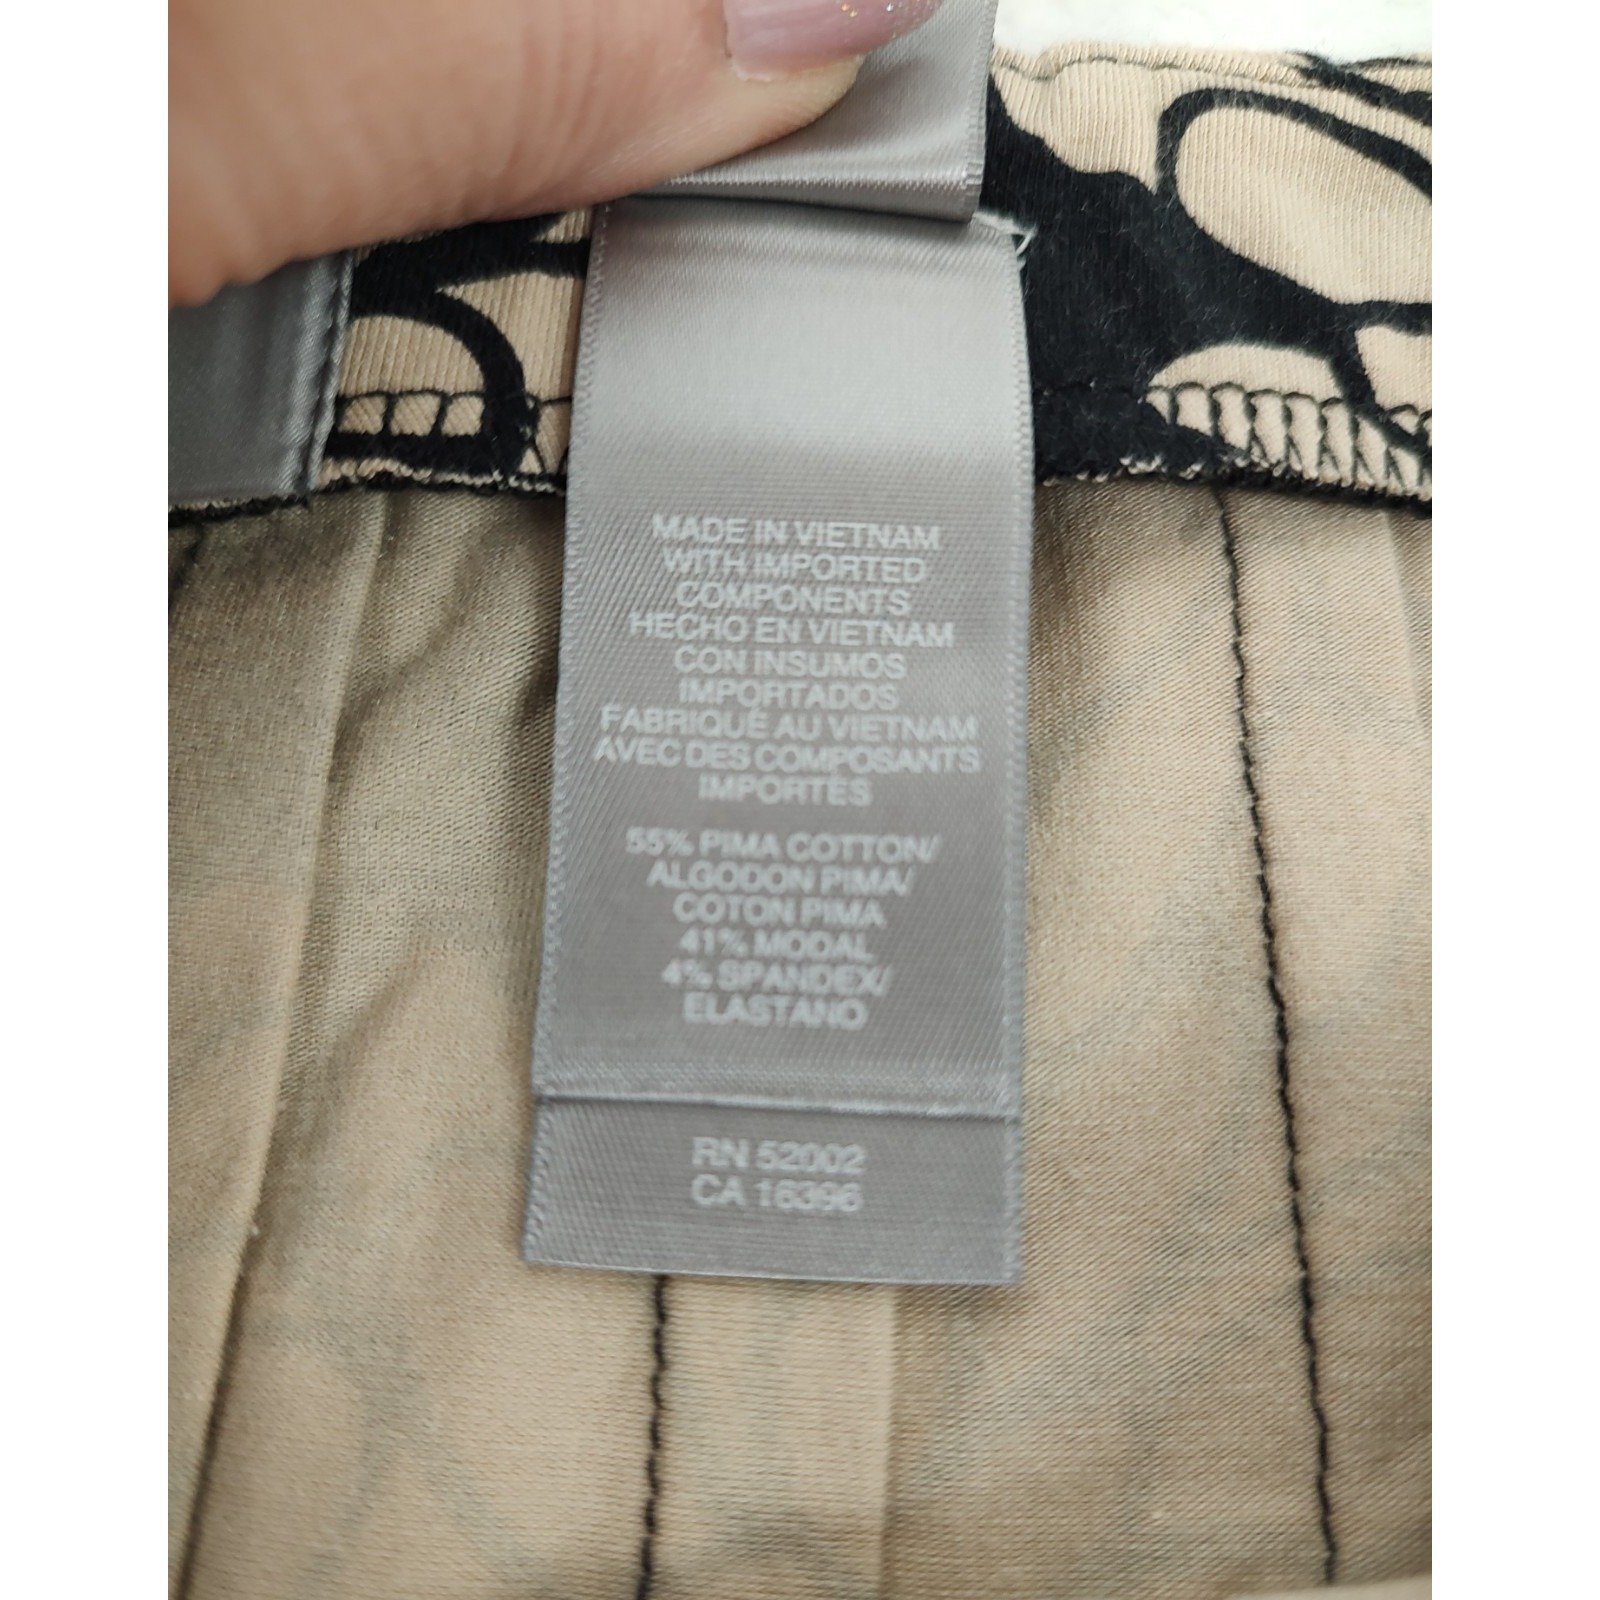 MADE IN VIETNAM
WITH IMPORTED
COMPONENTS
HECHO EN VIETNAM
CON INSUMOS
IMPORTADOS
FABRIQUÉ AU VIETNAM
AVEC DES COMPOSANTS
IMPORTÉS
55% PIMA COTTON/
ALGODON PIMA/
COTON PIMA
41% MODAL
4% SPANDEX/
ELASTANO
RN 52002
CA 16396